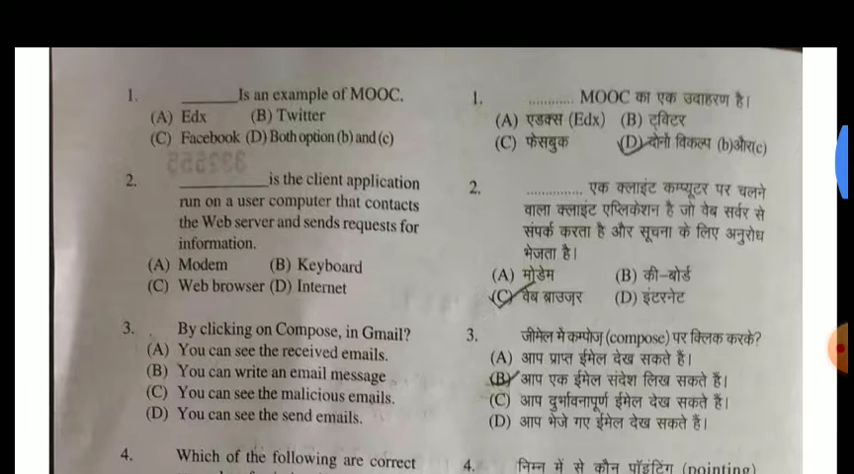 1. ________Is an example of MOOC.
(A) Edx (B) Twitter
(C) Facebook (D) Both option (b) and (c)
2. ____________is the client application
run on a user computer that contacts
the Web server and sends requests for
information.
(A) Modem (B) Keyboard
(C) Web browser (D) Internet
3. By clicking on Compose, in Gmail?
(A) You can see the received emails.
(B) You can write an email message
(C) You can see the malicious emails.
(D) You can see the send emails.
4. Which of the following are correct
1. ............ MOOC का एक उदाहरण है।
(A) एडक्स (Edx) (B) ट्विटर
(C) फेसबुक (D) दोनो विकल्प (b)और(c)
2. ............... एक क्लाइंट कम्प्यूटर पर चलने
वाला क्लाइंट एप्लिकेशन है जो वेब सर्वर से
संपर्क करता है और सूचना के लिए अनुरोध
भेजता है।
(A) मोडेम (B) की–बोर्ड
(C) वेब ब्राउज़र (D) इंटरनेट
3. जीमेल में कम्पोज़ (compose) पर क्लिक करके?
(A) आप प्राप्त ईमेल देख सकते हैं।
(B) आप एक ईमेल संदेश लिख सकते हैं।
(C) आप दुर्भावनापूर्ण ईमेल देख सकते हैं।
(D) आप भेजे गए ईमेल देख सकते हैं।
4. निम्न में से कौन पॉइंटिंग (pointing)